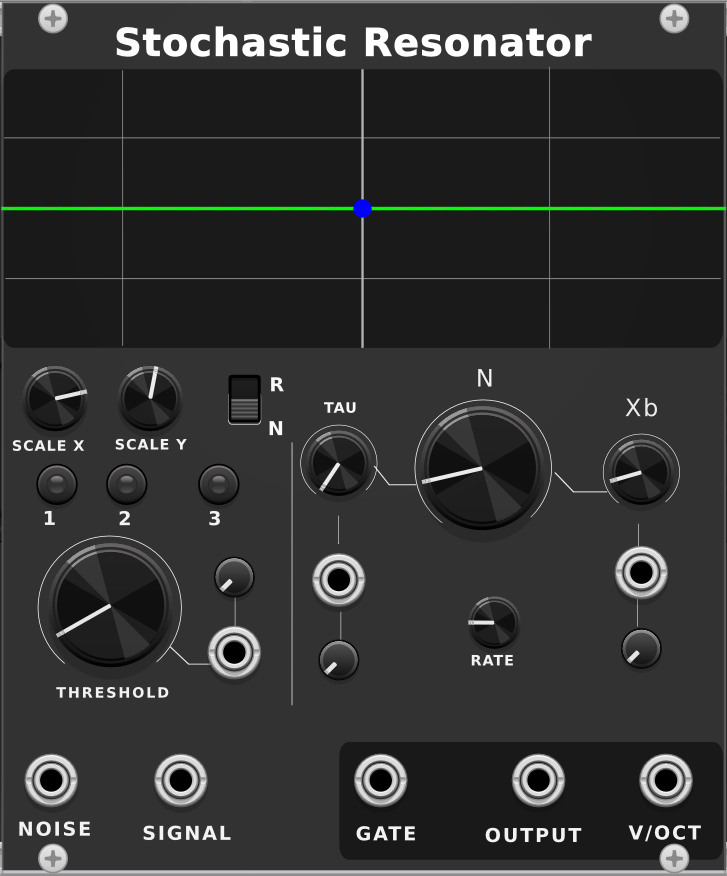 Stochastic Resonator
R
N
SCALE X
SCALE Y
TAU
N
Xb
1
2
3
THRESHOLD
RATE
NOISE
SIGNAL
GATE
OUTPUT
V/OCT